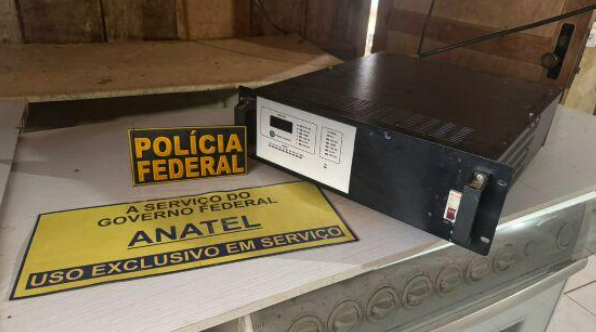 POLÍCIA
FEDERAL
A SERVIÇO DO
GOVERNO FEDERAL
ANATEL
USO EXCLUSIVO EM SERVIÇO